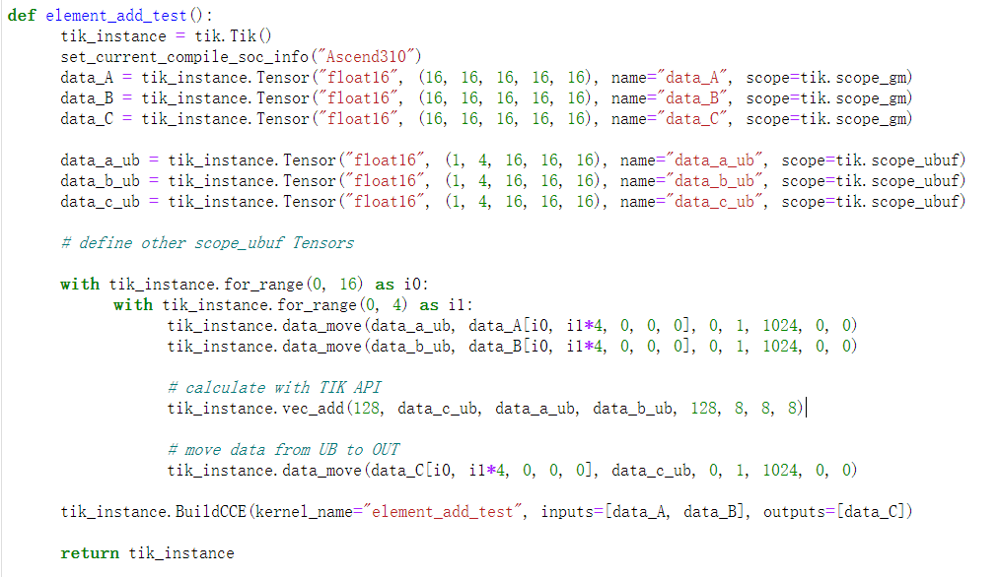 def element_add_test():
tik_instance = tik.Tik()
set_current_compile_soc_info("Ascend310")
data_A = tik_instance.Tensor("float16", (16, 16, 16, 16, 16), name="data_A", scope=tik.scope_gm)
data_B = tik_instance.Tensor("float16", (16, 16, 16, 16, 16), name="data_B", scope=tik.scope_gm)
data_C = tik_instance.Tensor("float16", (16, 16, 16, 16, 16), name="data_C", scope=tik.scope_gm)
data_a_ub = tik_instance.Tensor("float16", (1, 4, 16, 16, 16), name="data_a_ub", scope=tik.scope_ubuf)
data_b_ub = tik_instance.Tensor("float16", (1, 4, 16, 16, 16), name="data_b_ub", scope=tik.scope_ubuf)
data_c_ub = tik_instance.Tensor("float16", (1, 4, 16, 16, 16), name="data_c_ub", scope=tik.scope_ubuf)
# define other scope_ubuf Tensors
with tik_instance.for_range(0, 16) as i0:
with tik_instance.for_range(0, 4) as i1:
tik_instance.data_move(data_a_ub, data_A[i0, i1*4, 0, 0, 0], 0, 1, 1024, 0, 0)
tik_instance.data_move(data_b_ub, data_B[i0, i1*4, 0, 0, 0], 0, 1, 1024, 0, 0)
# calculate with TIK API
tik_instance.vec_add(128, data_c_ub, data_a_ub, data_b_ub, 128, 8, 8, 8)
# move data from UB to OUT
tik_instance.data_move(data_C[i0, i1*4, 0, 0, 0], data_c_ub, 0, 1, 1024, 0, 0)
tik_instance.BuildCCE(kernel_name="element_add_test", inputs=[data_A, data_B], outputs=[data_C])
return tik_instance